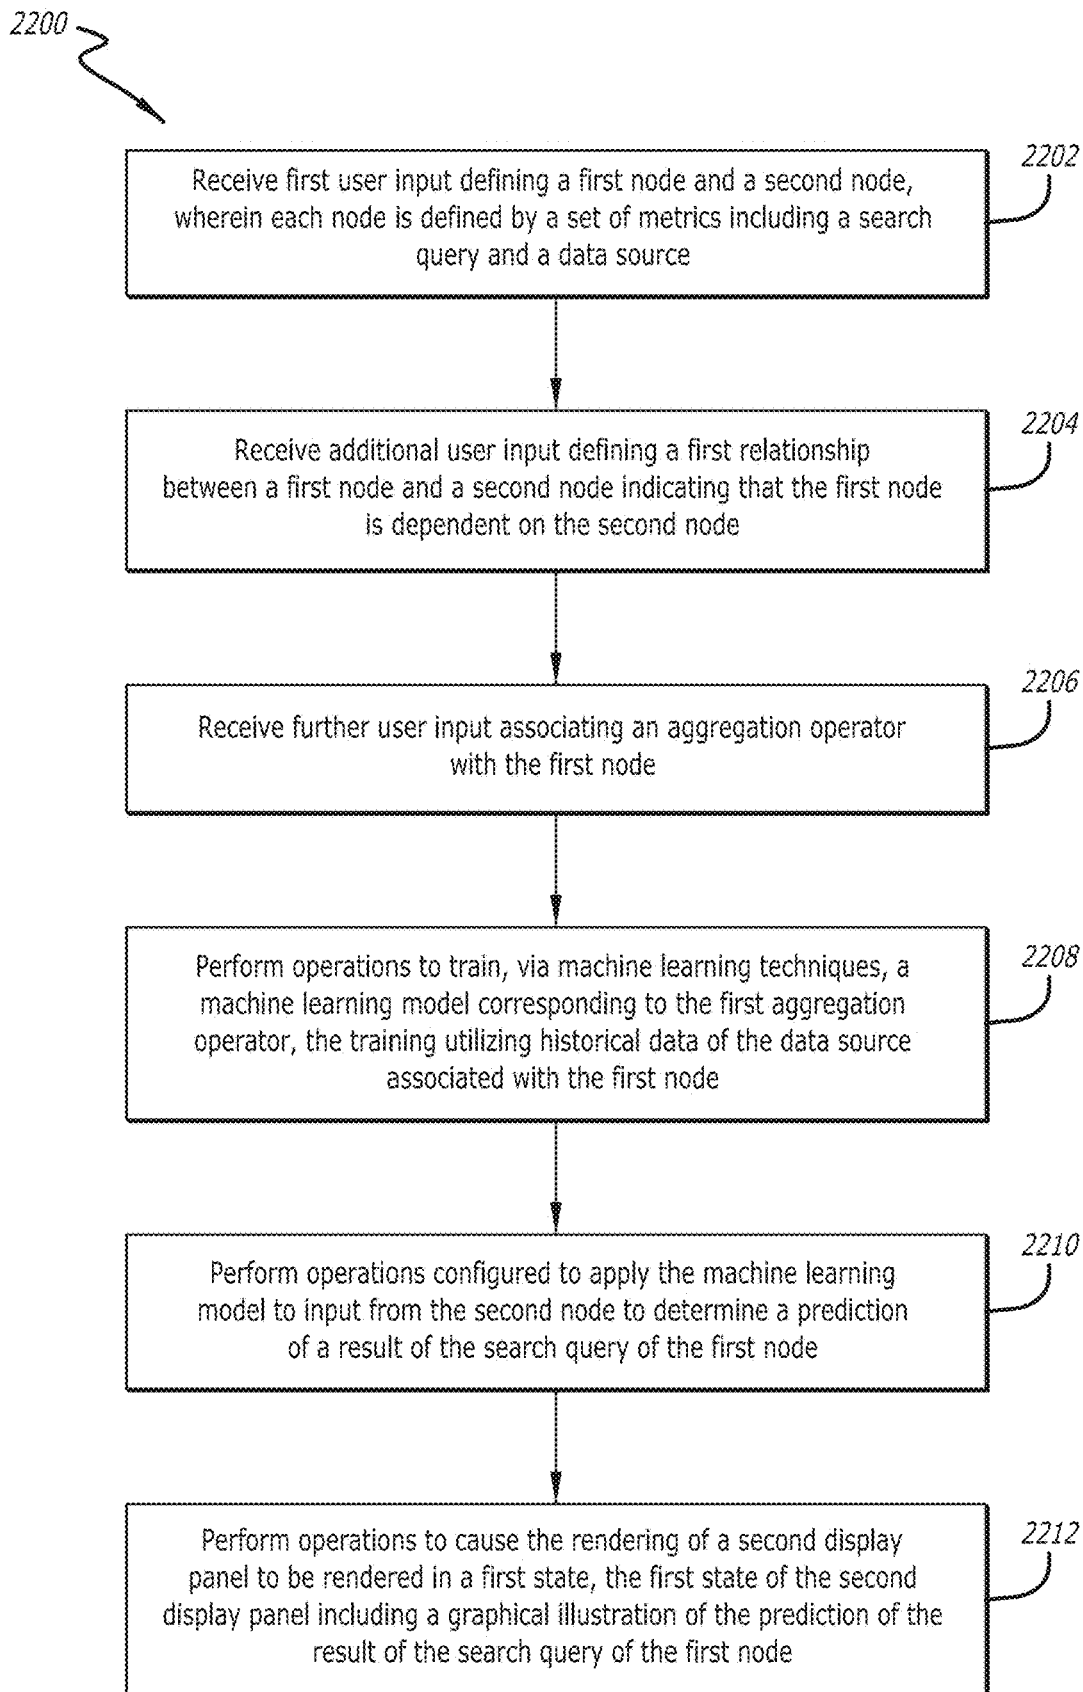 2200
2202
Receive first user input defining a first node and a second node,
wherein each node is defined by a set of metrics including a search
query and a data source
2204
Receive additional user input defining a first relationship
between a first node and a second node indicating that the first node
is dependent on the second node
2206
Receive further user input associating an aggregation operator
with the first node
2208
Perform operations to train, via machine learning techniques, a
machine learning model corresponding to the first aggregation
operator, the training utilizing historical data of the data source
associated with the first node
2210
Perform operations configured to apply the machine learning
model to input from the second node to determine a prediction
of a result of the search query of the first node
2212
Perform operations to cause the rendering of a second display
panel to be rendered in a first state, the first state of the second
display panel including a graphical illustration of the prediction of the
result of the search query of the first node